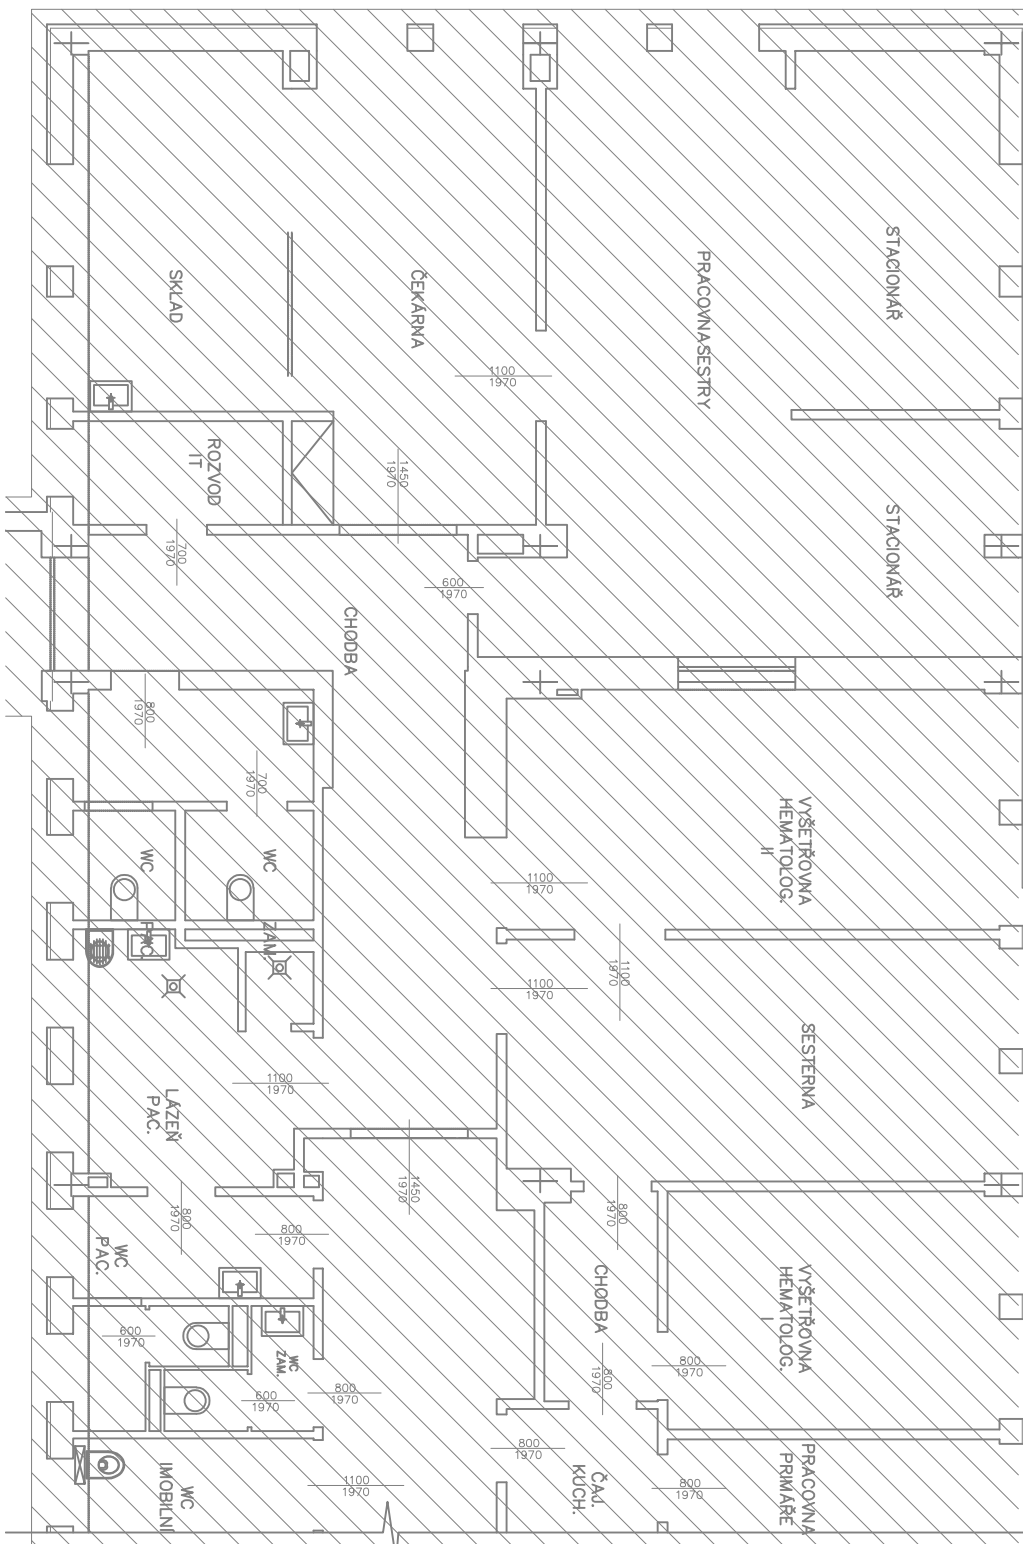 STACIONÁŘ
PRACOVNA SESTRY
ČEKÁRNA
SKLAD
1100
1970
ROZVOD
IT
1450
1970
STACIONÁŘ
700
1970
600
1970
CHODBA
800
1970
700
1970
VYŠETŘOVNA
HEMATOLOG.
II
WC
PAC.
WC
ZAM.
1100
1970
1100
1970
1100
1970
SESTERNA
1100
1970
LÁZEŇ
PAC.
1450
1970
800
1970
800
1970
800
1970
WC
PAC.
CHODBA
VYŠETŘOVNA
HEMATOLOG.
I
600
1970
WC
ZAM.
600
1970
800
1970
800
1970
800
1970
800
1970
WC
IMOBILNÍ
1100
1970
ČAJ.
KUCH.
800
1970
PRACOVNA
PRIMÁŘE